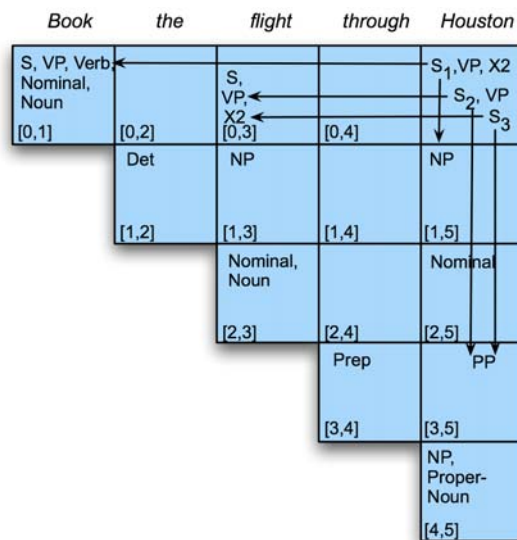 Book the flight through Houston
S, VP, Verb, Nominal, Noun
[0,1]
[0,2]
S, VP, X2
[0,3]
[0,4]
S1, VP, X2
S2, VP
S3
Det
[1,2]
NP
[1,3]
[1,4]
NP
[1,5]
Nominal, Noun
[2,3]
[2,4]
Nominal
[2,5]
Prep
[3,4]
PP
[3,5]
NP, Proper-Noun
[4,5]